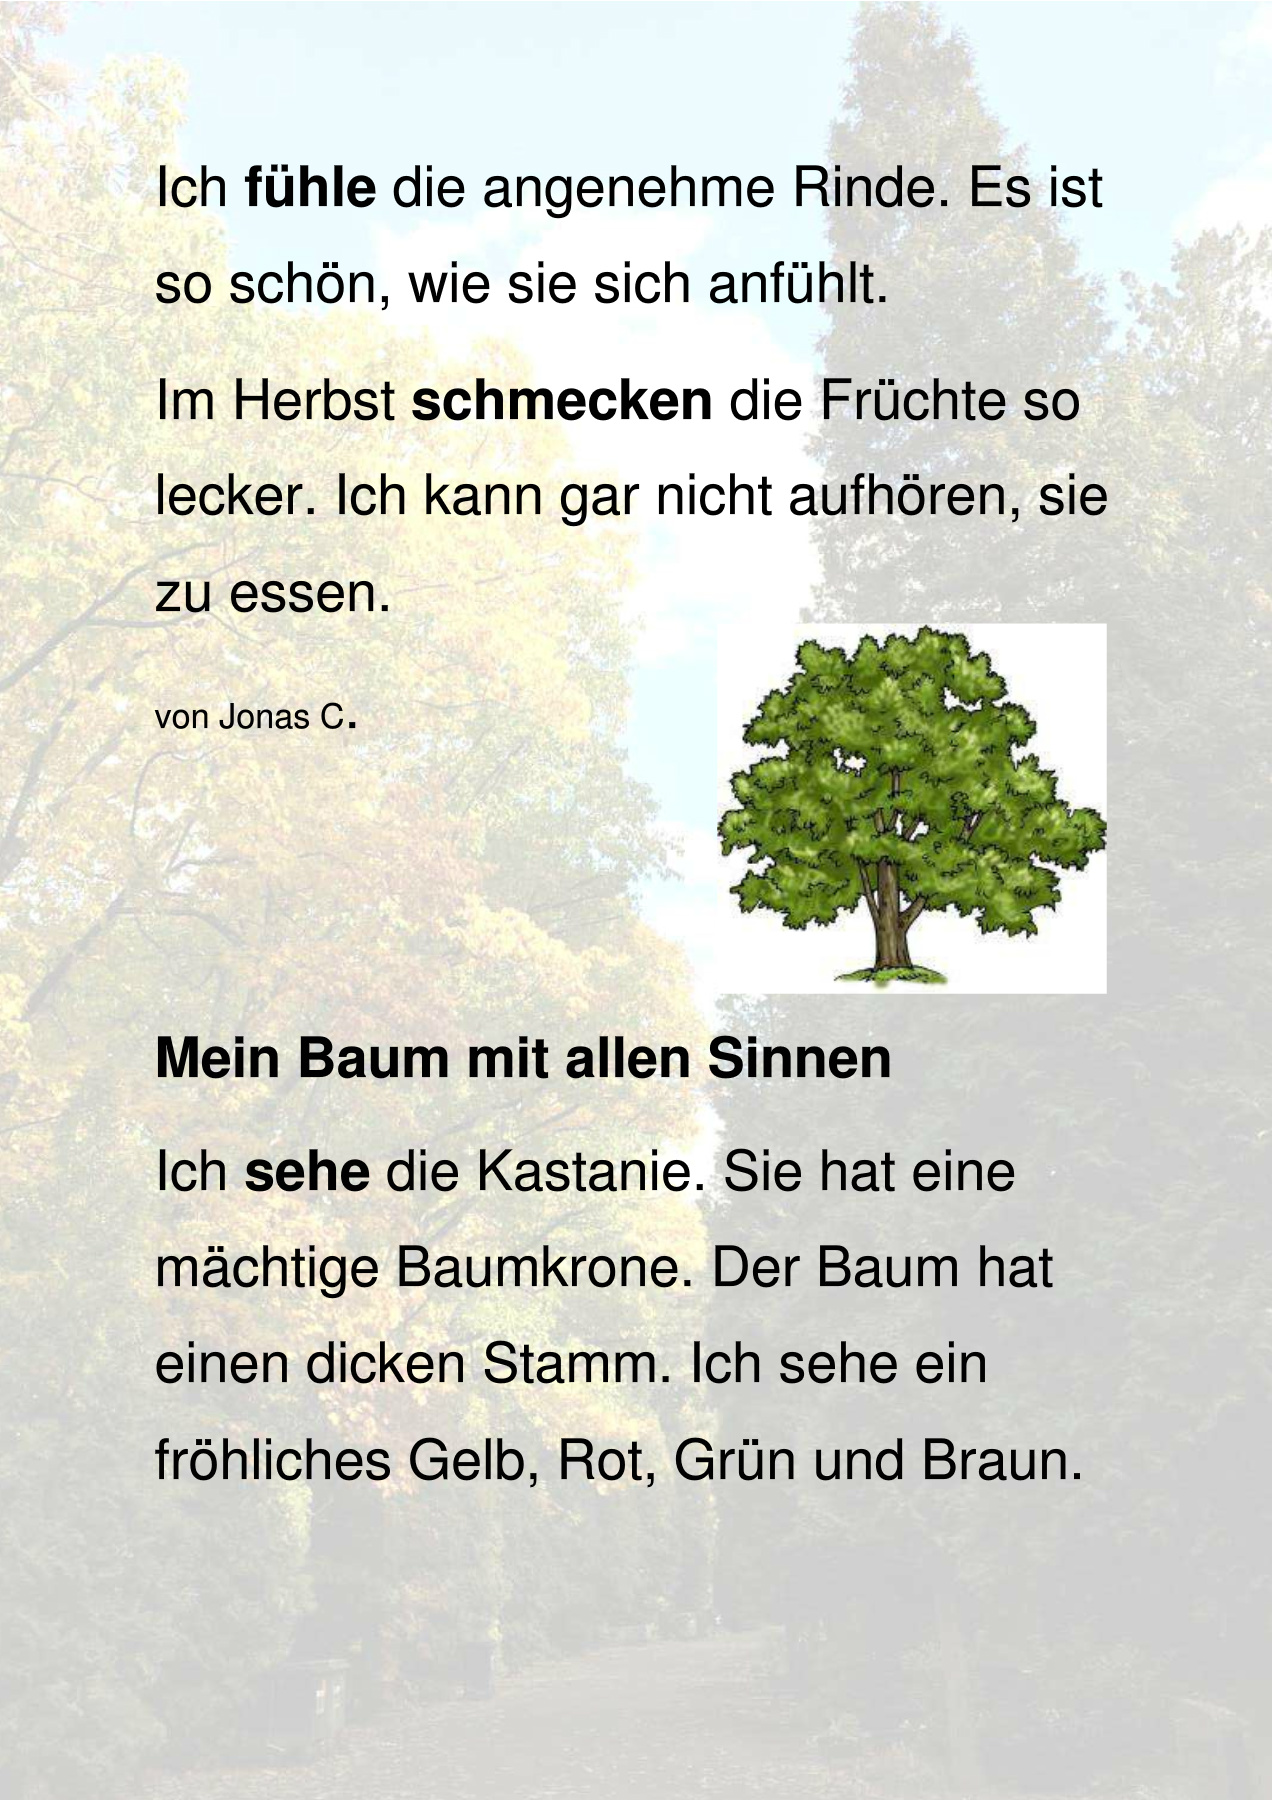 Ich fühle die angenehme Rinde. Es ist
so schön, wie sie sich anfühlt.
Im Herbst schmecken die Früchte so
lecker. Ich kann gar nicht aufhören, sie
zu essen.
von Jonas C.
Mein Baum mit allen Sinnen
Ich sehe die Kastanie. Sie hat eine
mächtige Baumkrone. Der Baum hat
einen dicken Stamm. Ich sehe ein
fröhliches Gelb, Rot, Grün und Braun.